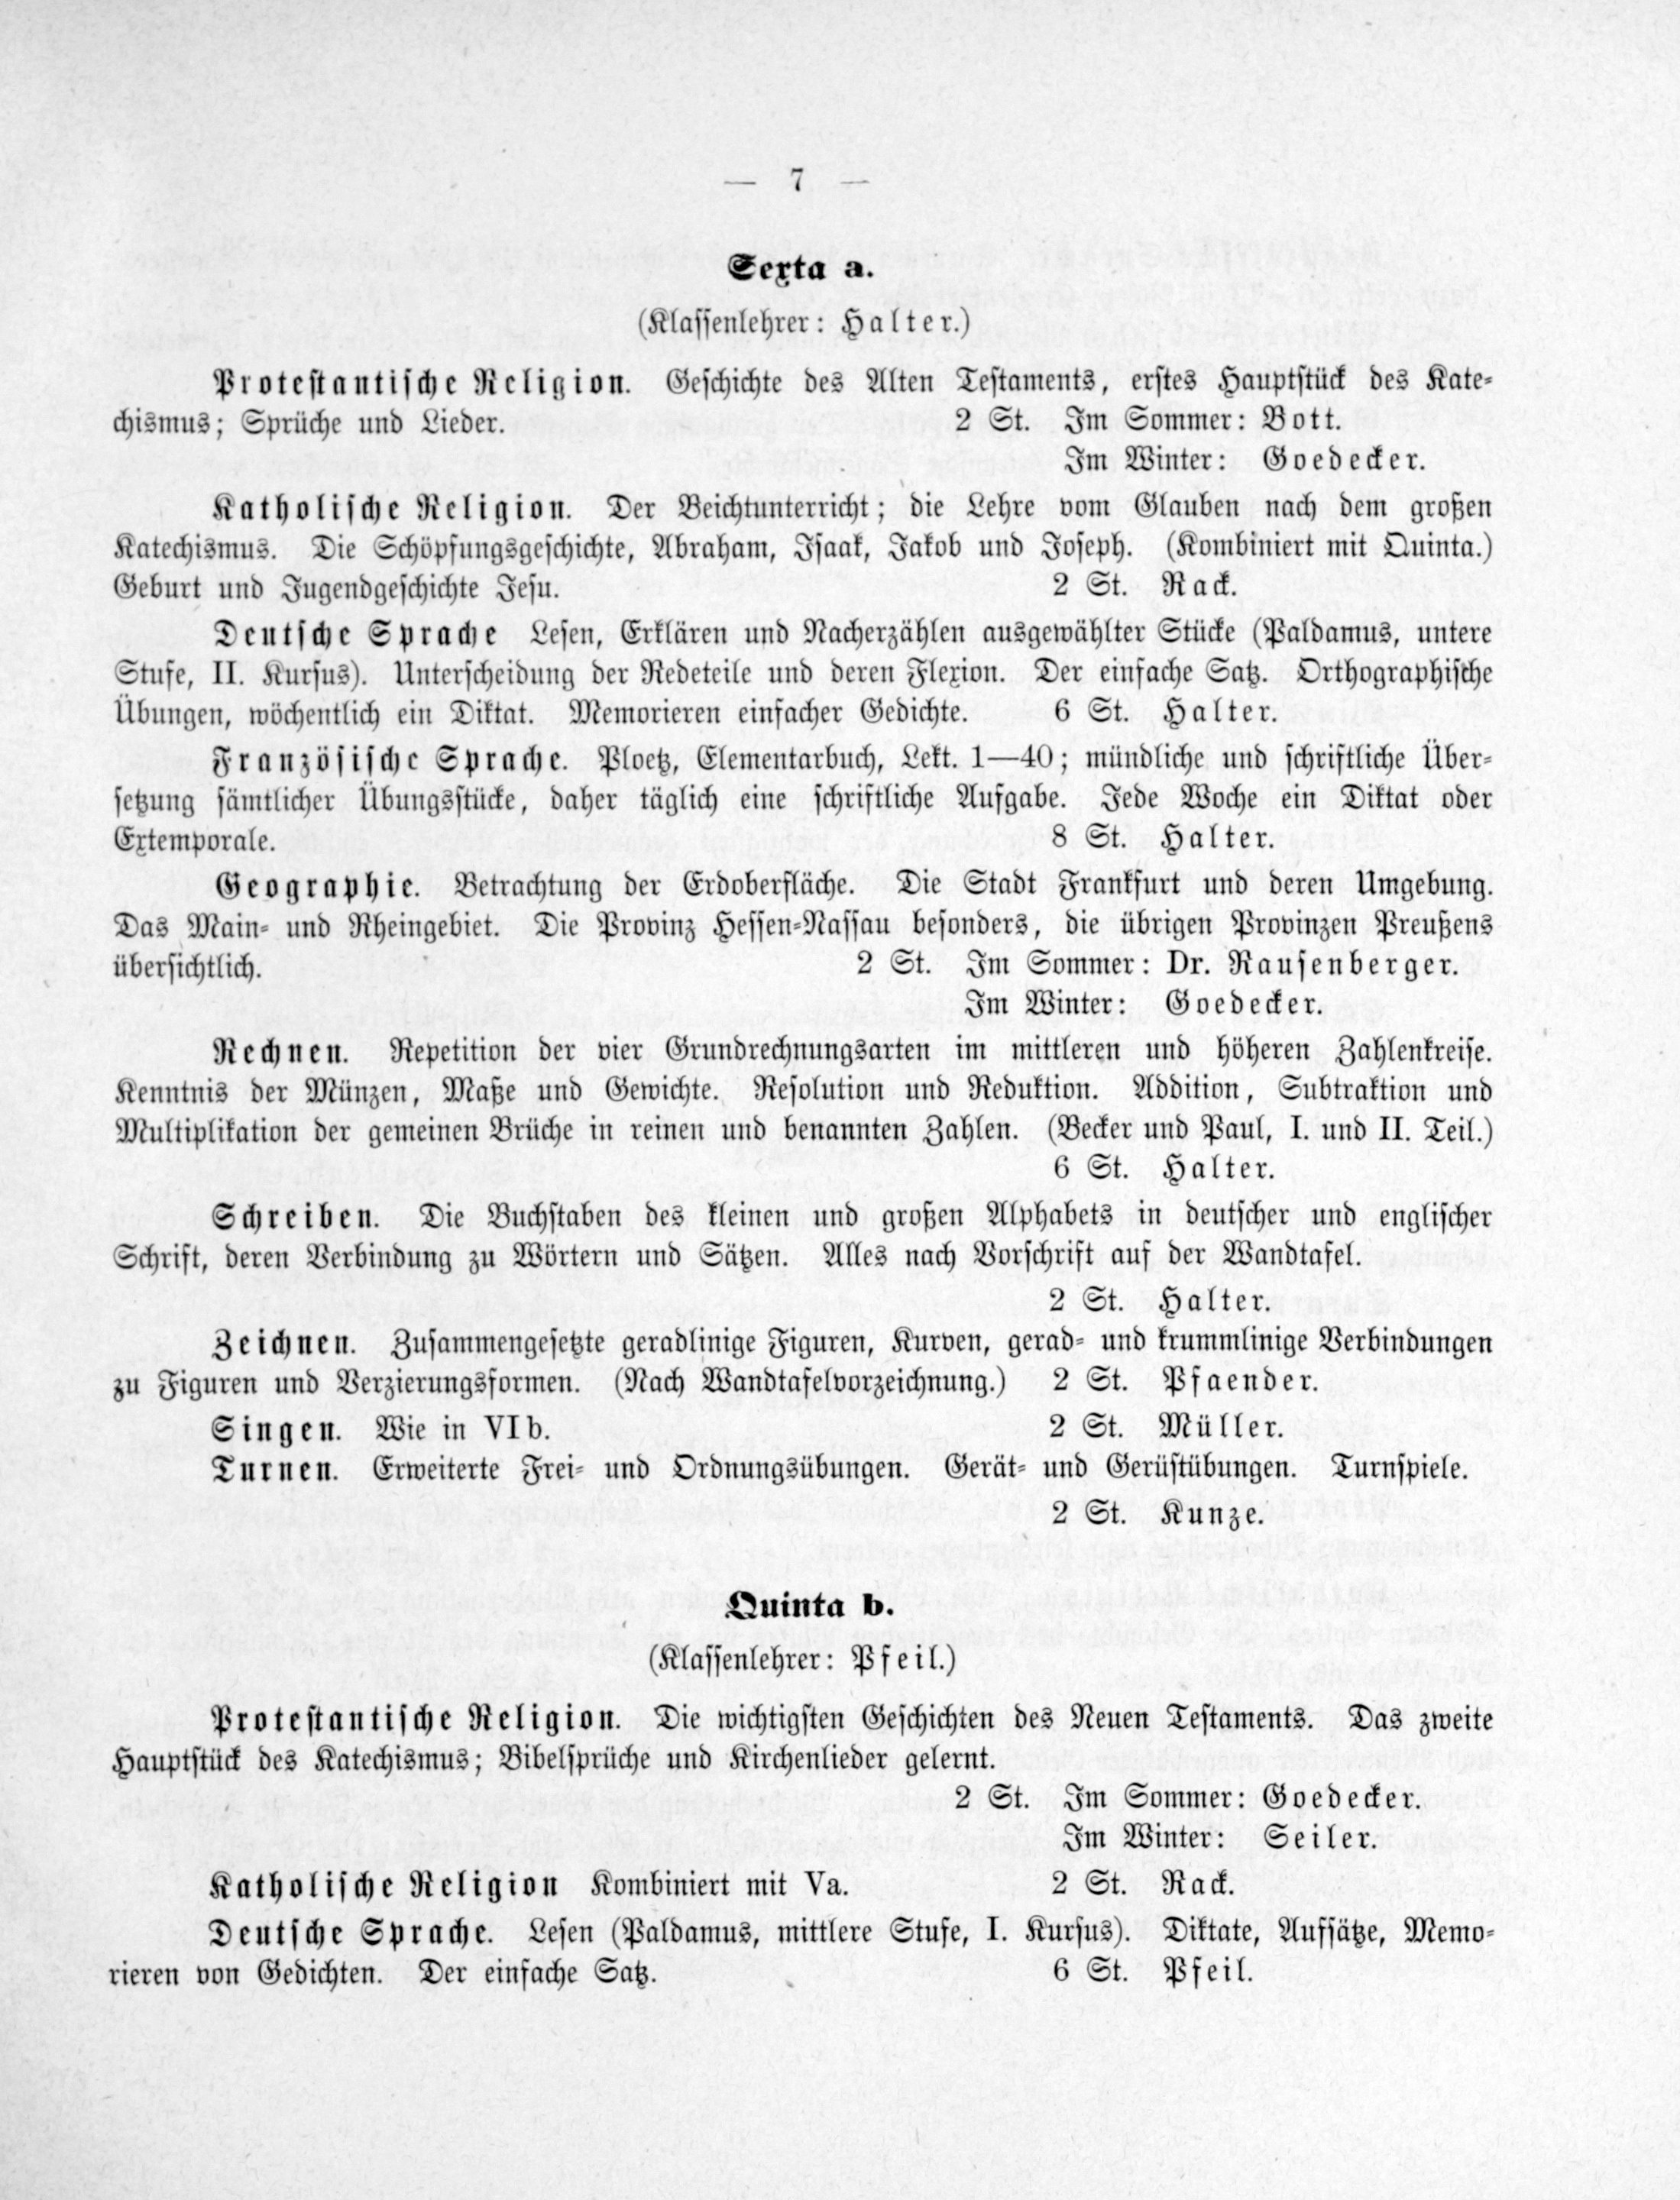 — 7 —
Sexta a.
(Klassenlehrer: Halter.)
Protestantische Religion. Geschichte des Alten Testaments, erstes Hauptstück des Kate-
chismus; Sprüche und Lieder. 2 St. Im Sommer: Bott.
Im Winter: Goedecker.
Katholische Religion. Der Beichtunterricht; die Lehre vom Glauben nach dem großen
Katechismus. Die Schöpfungsgeschichte, Abraham, Isaak, Jakob und Joseph. (Kombiniert mit Quinta.)
Geburt und Jugendgeschichte Jesu. 2 St. Rack.
Deutsche Sprache Lesen, Erklären und Nacherzählen ausgewählter Stücke (Paldamus, untere
Stufe, II. Kursus). Unterscheidung der Redeteile und deren Flexion. Der einfache Satz. Orthographische
Übungen, wöchentlich ein Diktat. Memorieren einfacher Gedichte. 6 St. Halter.
Französische Sprache. Ploetz, Elementarbuch, Lekt. 1—40; mündliche und schriftliche Über-
setzung sämtlicher Übungsstücke, daher täglich eine schriftliche Aufgabe. Jede Woche ein Diktat oder
Extemporale. 8 St. Halter.
Geographie. Betrachtung der Erdoberfläche. Die Stadt Frankfurt und deren Umgebung.
Das Main- und Rheingebiet. Die Provinz Hessen-Nassau besonders, die übrigen Provinzen Preußens
übersichtlich. 2 St. Im Sommer: Dr. Rausenberger.
Im Winter: Goedecker.
Rechnen. Repetition der vier Grundrechnungsarten im mittleren und höheren Zahlenkreise.
Kenntnis der Münzen, Maße und Gewichte. Resolution und Reduktion. Addition, Subtraktion und
Multiplikation der gemeinen Brüche in reinen und benannten Zahlen. (Becker und Paul, I. und II. Teil.)
6 St. Halter.
Schreiben. Die Buchstaben des kleinen und großen Alphabets in deutscher und englischer
Schrift, deren Verbindung zu Wörtern und Sätzen. Alles nach Vorschrift auf der Wandtafel.
2 St. Halter.
Zeichnen. Zusammengesetzte geradlinige Figuren, Kurven, gerad- und krummlinige Verbindungen
zu Figuren und Verzierungsformen. (Nach Wandtafelvorzeichnung.) 2 St. Pfaender.
Singen. Wie in VI b. 2 St. Müller.
Turnen. Erweiterte Frei- und Ordnungsübungen. Gerät- und Gerüstübungen. Turnspiele.
2 St. Kunze.
Quinta b.
(Klassenlehrer: Pfeil.)
Protestantische Religion. Die wichtigsten Geschichten des Neuen Testaments. Das zweite
Hauptstück des Katechismus; Bibelsprüche und Kirchenlieder gelernt.
2 St. Im Sommer: Goedecker.
Im Winter: Seiler.
Katholische Religion Kombiniert mit Va. 2 St. Rack.
Deutsche Sprache. Lesen (Paldamus, mittlere Stufe, I. Kursus). Diktate, Aufsätze, Memo-
rieren von Gedichten. Der einfache Satz. 6 St. Pfeil.